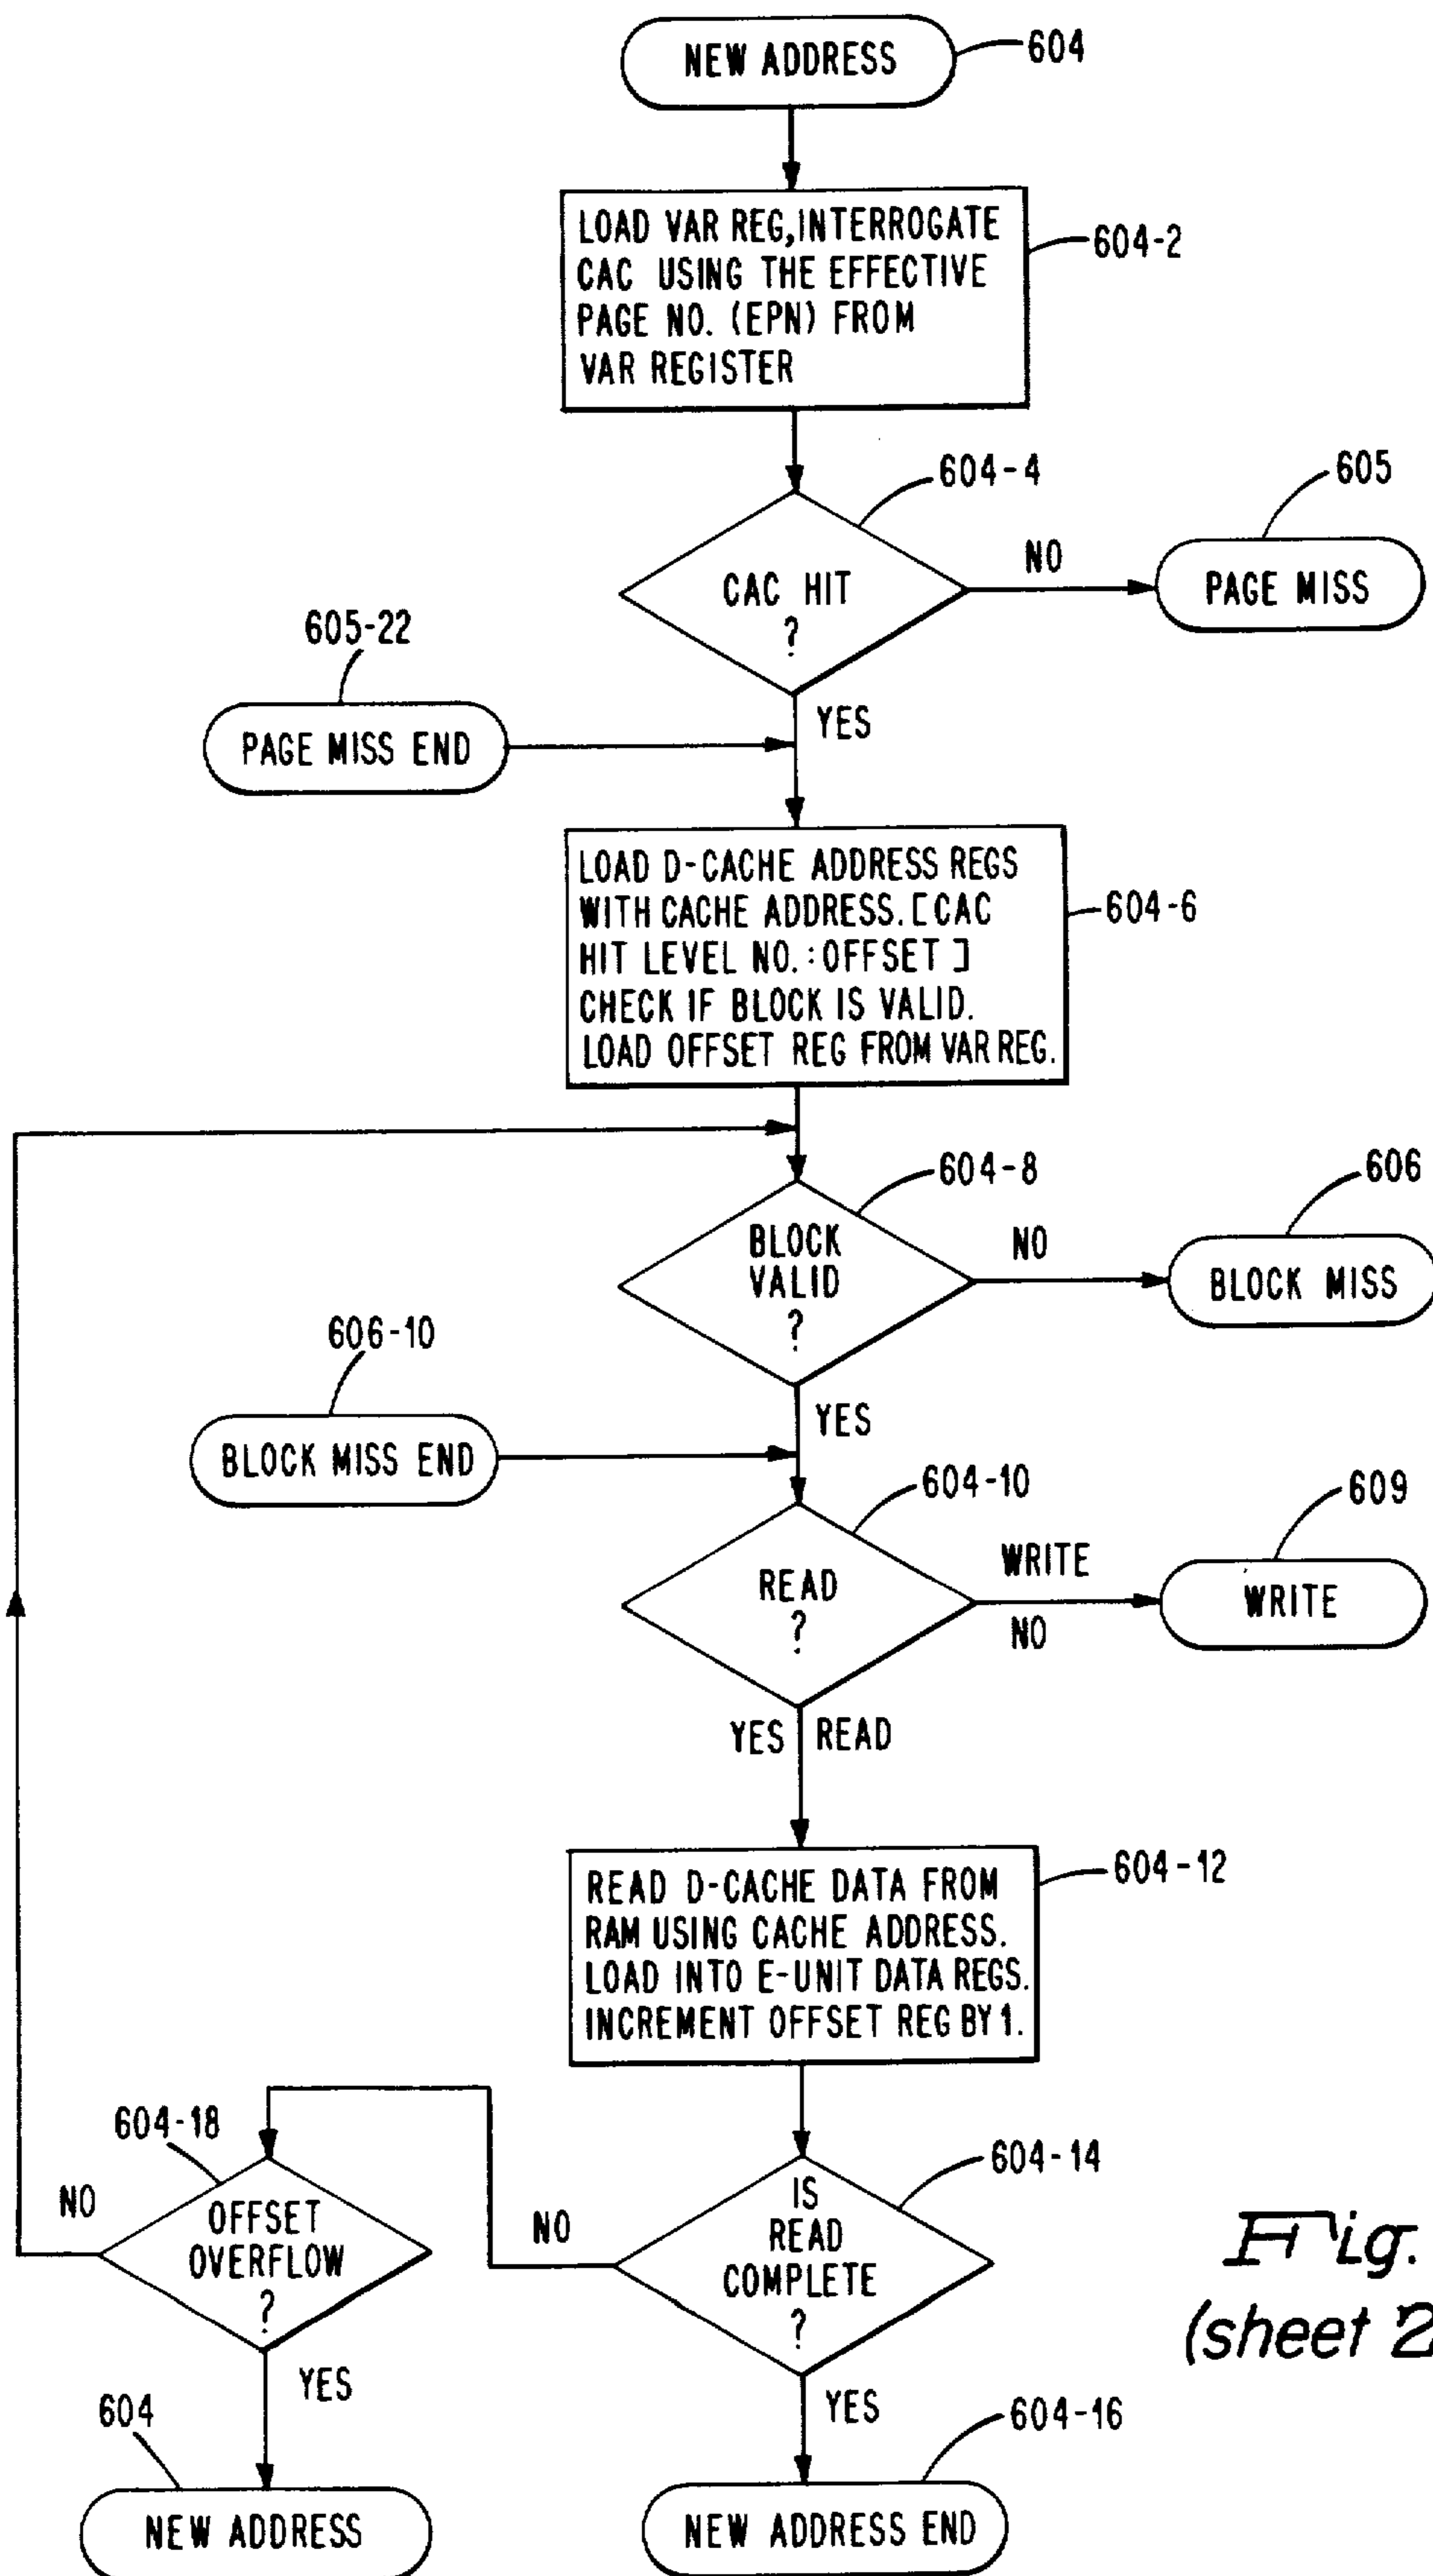 NEW ADDRESS
604
LOAD VAR REG, INTERROGATE
CAC USING THE EFFECTIVE
PAGE NO. (EPN) FROM
VAR REGISTER
604-2
604-4
CAC HIT
?
NO
605
PAGE MISS
605-22
PAGE MISS END
YES
LOAD D-CACHE ADDRESS REGS
WITH CACHE ADDRESS. [CAC
HIT LEVEL NO. : OFFSET ]
CHECK IF BLOCK IS VALID.
LOAD OFFSET REG FROM VAR REG.
604-6
604-8
BLOCK
VALID
?
NO
606
BLOCK MISS
606-10
BLOCK MISS END
YES
604-10
READ
?
WRITE
NO
609
WRITE
YES READ
READ D-CACHE DATA FROM
RAM USING CACHE ADDRESS.
LOAD INTO E-UNIT DATA REGS.
INCREMENT OFFSET REG BY 1.
604-12
604-18
NO
OFFSET
OVERFLOW
?
NO
604-14
IS
READ
COMPLETE
?
YES
604
NEW ADDRESS
YES
604-16
NEW ADDRESS END
Fig.
(sheet 2